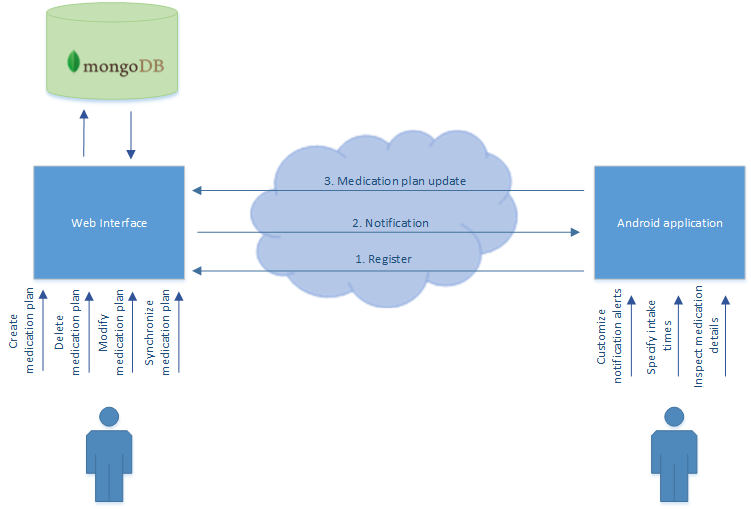 mongoDB
3. Medication plan update
Web Interface
2. Notification
Android application
1. Register
Create
medication plan
Delete
medication plan
Modify
medication plan
Synchronize
medication plan
Customize
notification alerts
Specify intake
times
Inspect medication
details